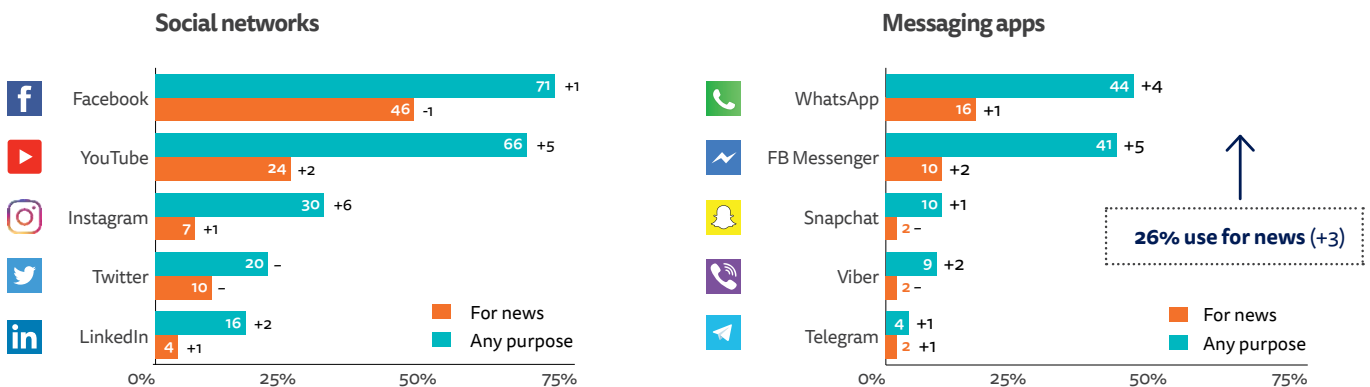 Social networks
Facebook
71 +1
46 -1
YouTube
66 +5
24 +2
Instagram
30 +6
7 +1
Twitter
20 –
10 –
LinkedIn
16 +2
4 +1
For news
Any purpose
0% 25% 50% 75%
Messaging apps
WhatsApp
44 +4
16 +1
FB Messenger
41 +5
10 +2
Snapchat
10 +1
2 –
Viber
9 +2
2 –
Telegram
4 +1
2 +1
26% use for news (+3)
For news
Any purpose
0% 25% 50% 75%